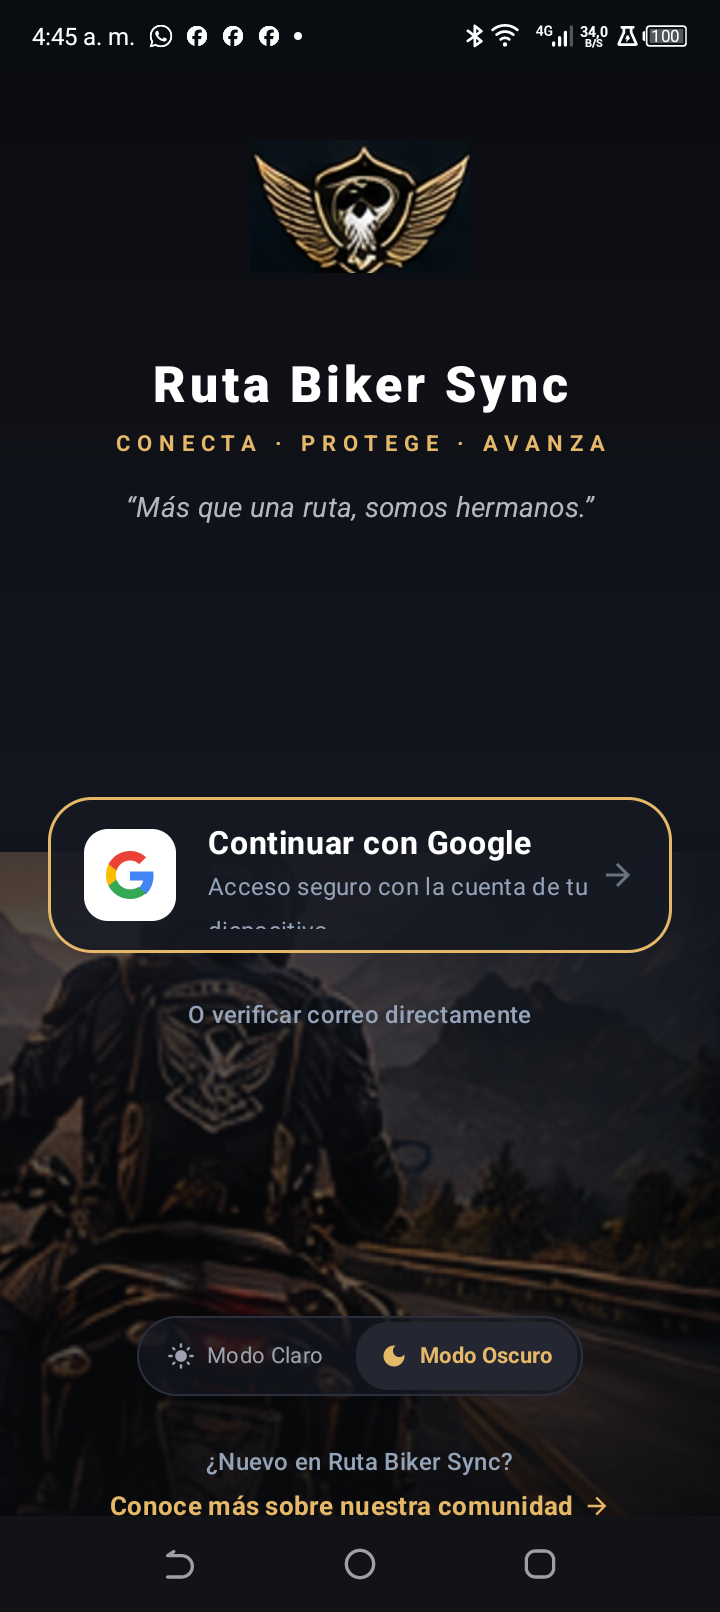 4:45 a. m.
4G
34,0
B/S
100
Ruta Biker Sync
CONECTA · PROTEGE · AVANZA
“Más que una ruta, somos hermanos.”
Continuar con Google
Acceso seguro con la cuenta de tu
dispositivo
O verificar correo directamente
Modo Claro
Modo Oscuro
¿Nuevo en Ruta Biker Sync?
Conoce más sobre nuestra comunidad →